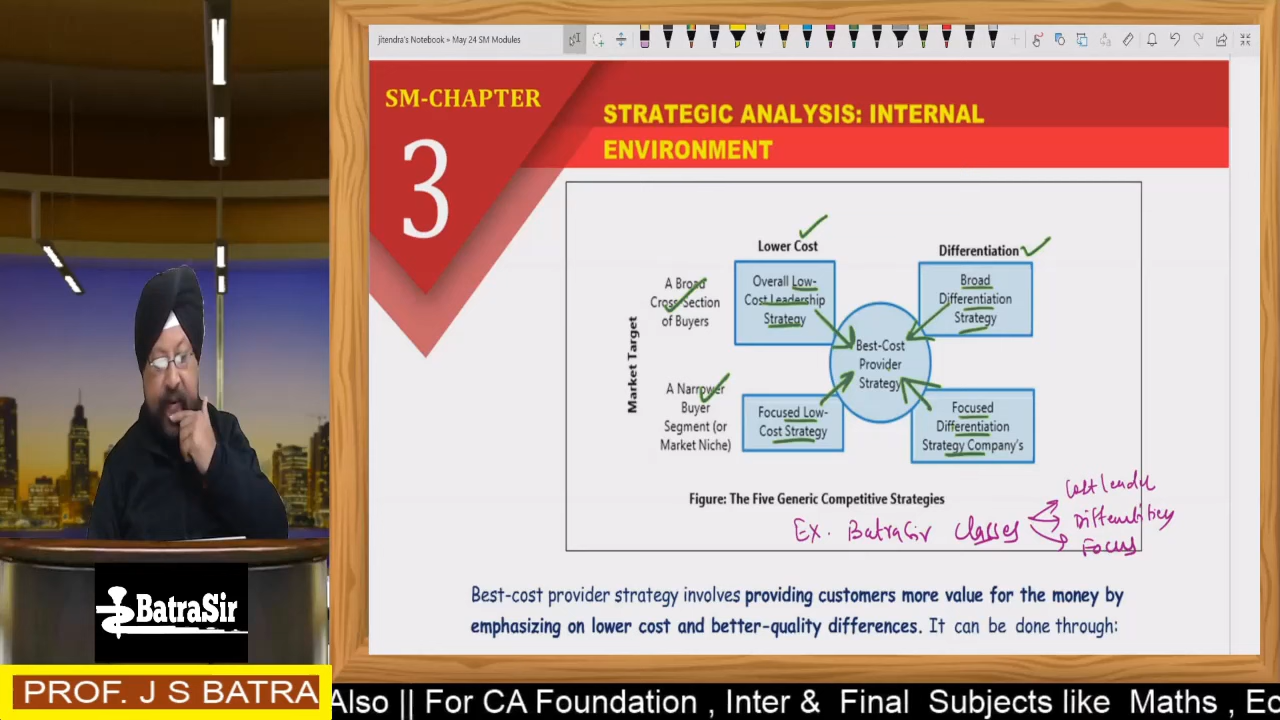 jitendra's Notebook » May 24 SM Modules
SM-CHAPTER
3
STRATEGIC ANALYSIS: INTERNAL
ENVIRONMENT
Lower Cost
Differentiation
Market Target
A Broad
Cross Section
of Buyers
Overall Low-
Cost Leadership
Strategy
Broad
Differentiation
Strategy
Best-Cost
Provider
Strategy
A Narrower
Buyer
Segment (or
Market Niche)
Focused Low-
Cost Strategy
Focused
Differentiation
Strategy Company's
Figure: The Five Generic Competitive Strategies
Ex. BatraSir Classes
Focus
Best-cost provider strategy involves providing customers more value for the money by
emphasizing on lower cost and better-quality differences. It can be done through:
BatraSir
PROF. J S BATRA
Also || For CA Foundation , Inter & Final Subjects like Maths , Ec